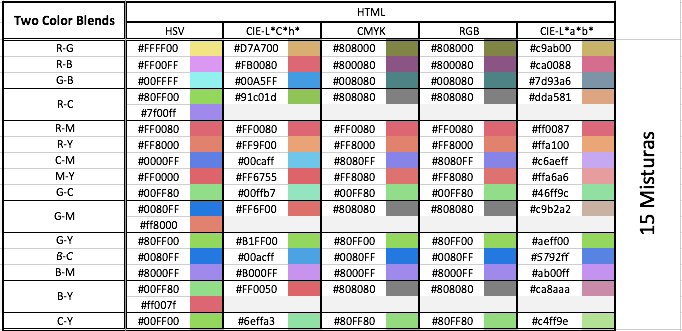 Two Color Blends HTML
HSV CIE-L*C*h* CMYK RGB CIE-L*a*b*
R-G #FFFF00 #D7A700 #808000 #808000 #c9ab00
R-B #FF00FF #FB0080 #800080 #800080 #ca0088
G-B #00FFFF #00A5FF #008080 #008080 #7d93a6
R-C #80FF00 #91c01d #808080 #808080 #dda581
#7f00ff
R-M #FF0080 #FF0080 #FF0080 #FF0080 #ff0087
R-Y #FF8000 #FF9F00 #FF8000 #FF8000 #ffa100
C-M #0000FF #00caff #8080FF #8080FF #c6aeff
M-Y #FF0000 #FF6755 #FF8080 #FF8080 #ffa6a6
G-C #00FF80 #00ffb7 #00FF80 #00FF80 #46ff9c
G-M #0080FF #FF6F00 #808080 #808080 #c9b2a2
#ff8000
G-Y #80FF00 #B1FF00 #80FF00 #80FF00 #aeff00
B-C #0080FF #00acff #0080FF #0080FF #5792ff
B-M #8000FF #B000FF #8000FF #8000FF #ab00ff
B-Y #00FF80 #FF0050 #808080 #808080 #ca8aaa
#ff007f
C-Y #00FF00 #6effa3 #80FF80 #80FF80 #c4ff9e
15 Misturas